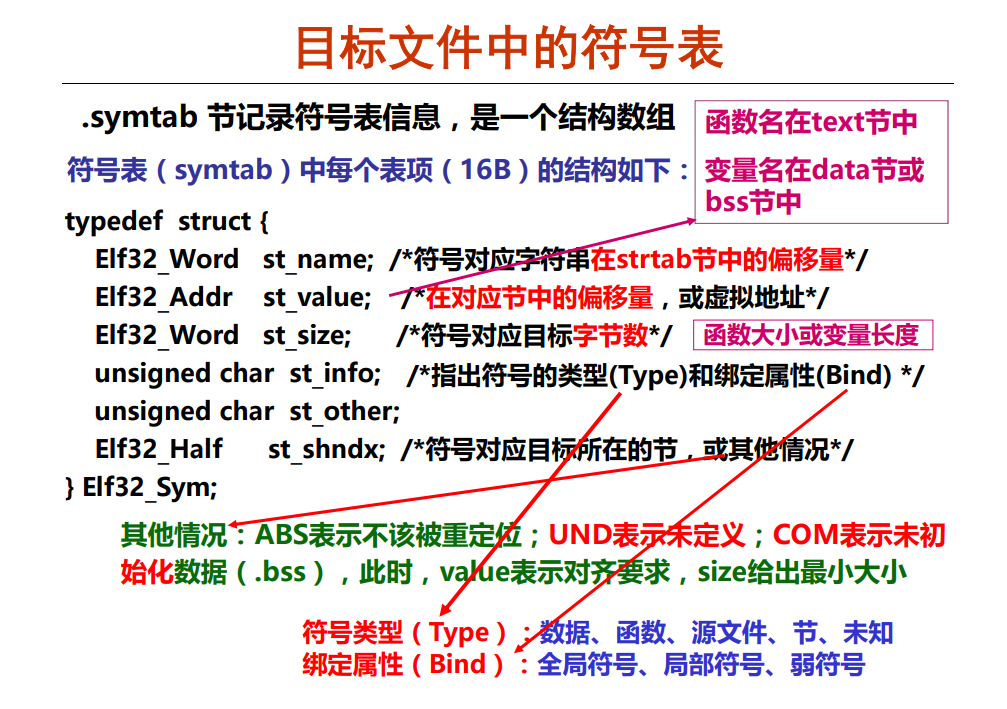 目标文件中的符号表
.symtab 节记录符号表信息，是一个结构数组
函数名在text节中
变量名在data节或
bss节中
符号表（symtab）中每个表项（16B）的结构如下：
typedef struct {
Elf32_Word st_name; /*符号对应字符串在strtab节中的偏移量*/
Elf32_Addr st_value; /*在对应节中的偏移量，或虚拟地址*/
Elf32_Word st_size; /*符号对应目标字节数*/ 函数大小或变量长度
unsigned char st_info; /*指出符号的类型(Type)和绑定属性(Bind) */
unsigned char st_other;
Elf32_Half st_shndx; /*符号对应目标所在的节，或其他情况*/
} Elf32_Sym;
其他情况：ABS表示不该被重定位；UND表示未定义；COM表示未初
始化数据（.bss），此时，value表示对齐要求，size给出最小大小
符号类型（Type）：数据、函数、源文件、节、未知
绑定属性（Bind）：全局符号、局部符号、弱符号